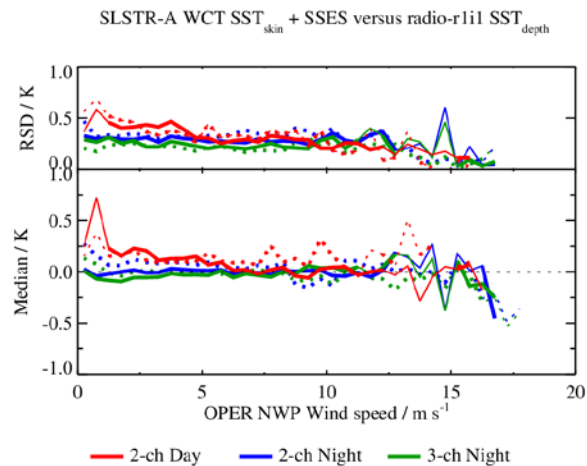 SLSTR-A WCT SST_skin + SSES versus radio-r1i1 SST_depth
1.0
0.5
0.0
RSD / K
1.0
0.5
0.0
-0.5
-1.0
Median / K
0 5 10 15 20
OPER NWP Wind speed / m s⁻¹
2-ch Day 2-ch Night 3-ch Night